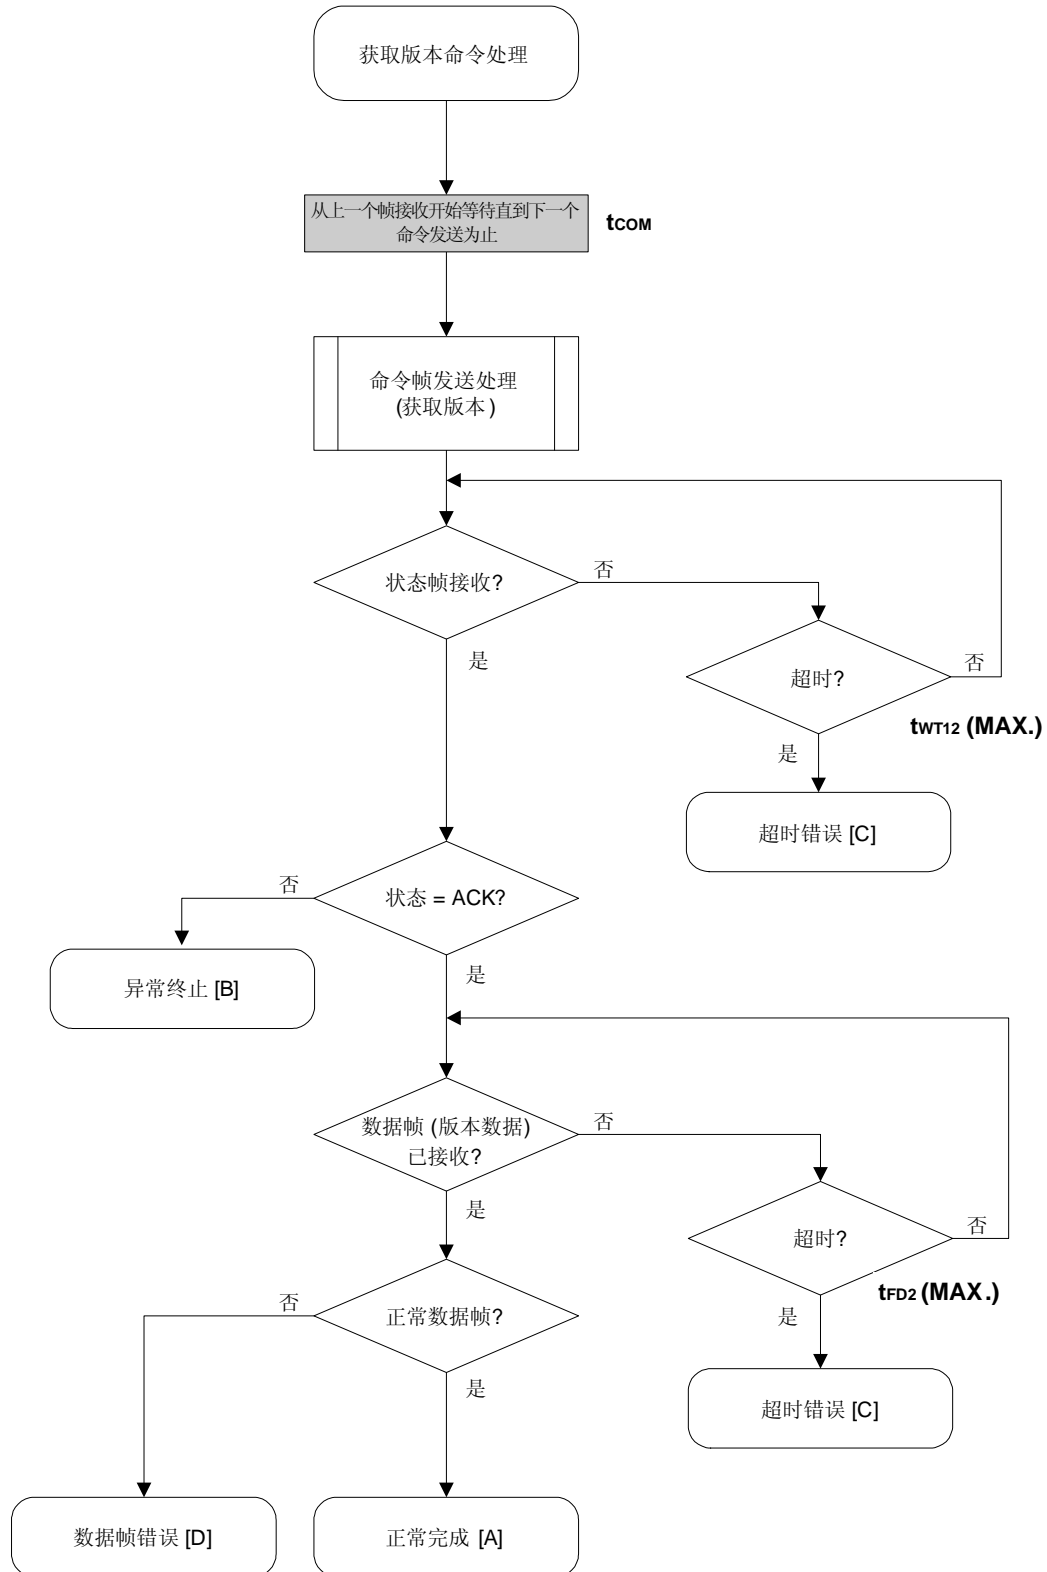 获取版本命令处理
从上一个帧接收开始等待直到下一个
命令发送为止
tCOM
命令帧发送处理
(获取版本)
状态帧接收?
否
是
超时?
否
tWT12 (MAX.)
是
超时错误 [C]
状态 = ACK?
否
是
异常终止 [B]
数据帧 (版本数据)
已接收?
否
是
超时?
否
tFD2 (MAX.)
是
超时错误 [C]
正常数据帧?
否
是
数据帧错误 [D]
正常完成 [A]